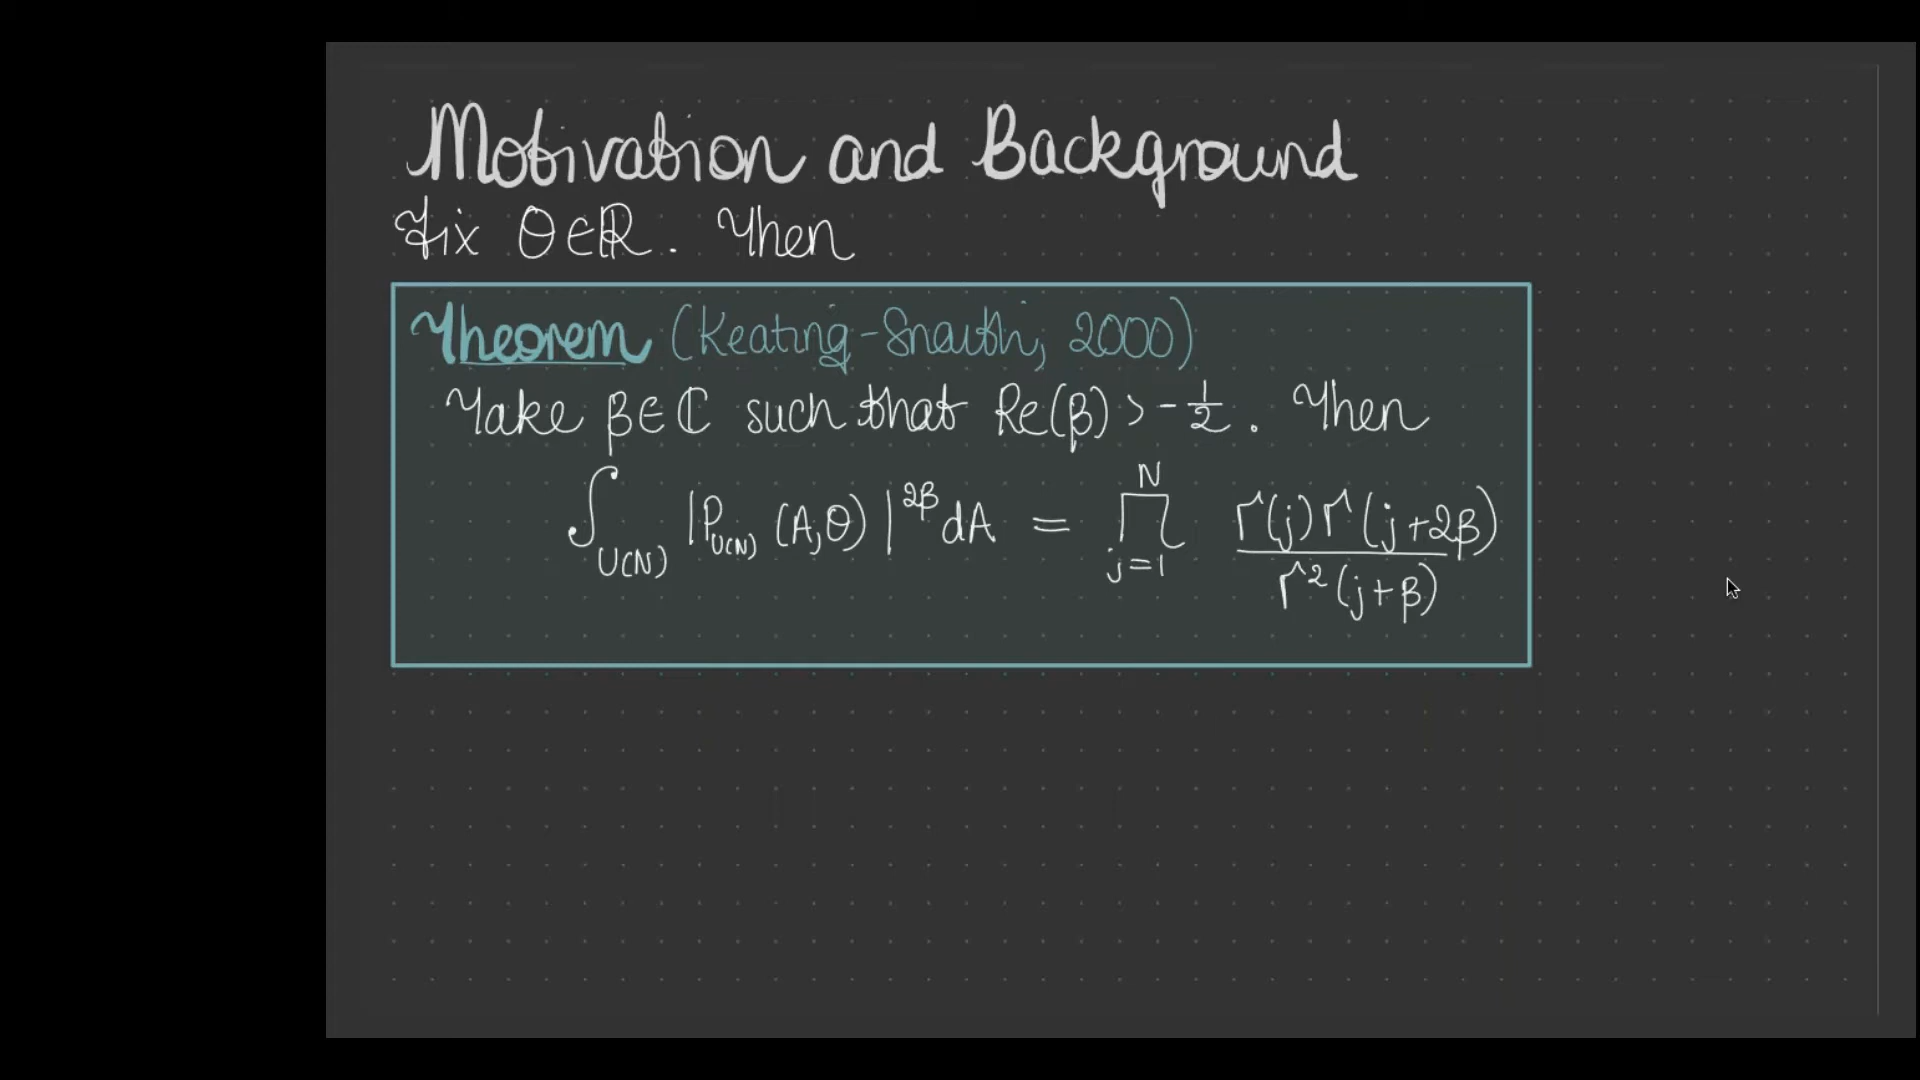 Motivation and Background
Fix θ∈ℝ. Then
Theorem (Keating-Snaith, 2000)
Take β∈ℂ such that Re(β) > -1/2. Then
∫_{U(N)} |P_{U(N)}(A,θ)|^{2β} dA = ∏_{j=1}^{N} Γ(j)Γ(j+2β) / Γ²(j+β)